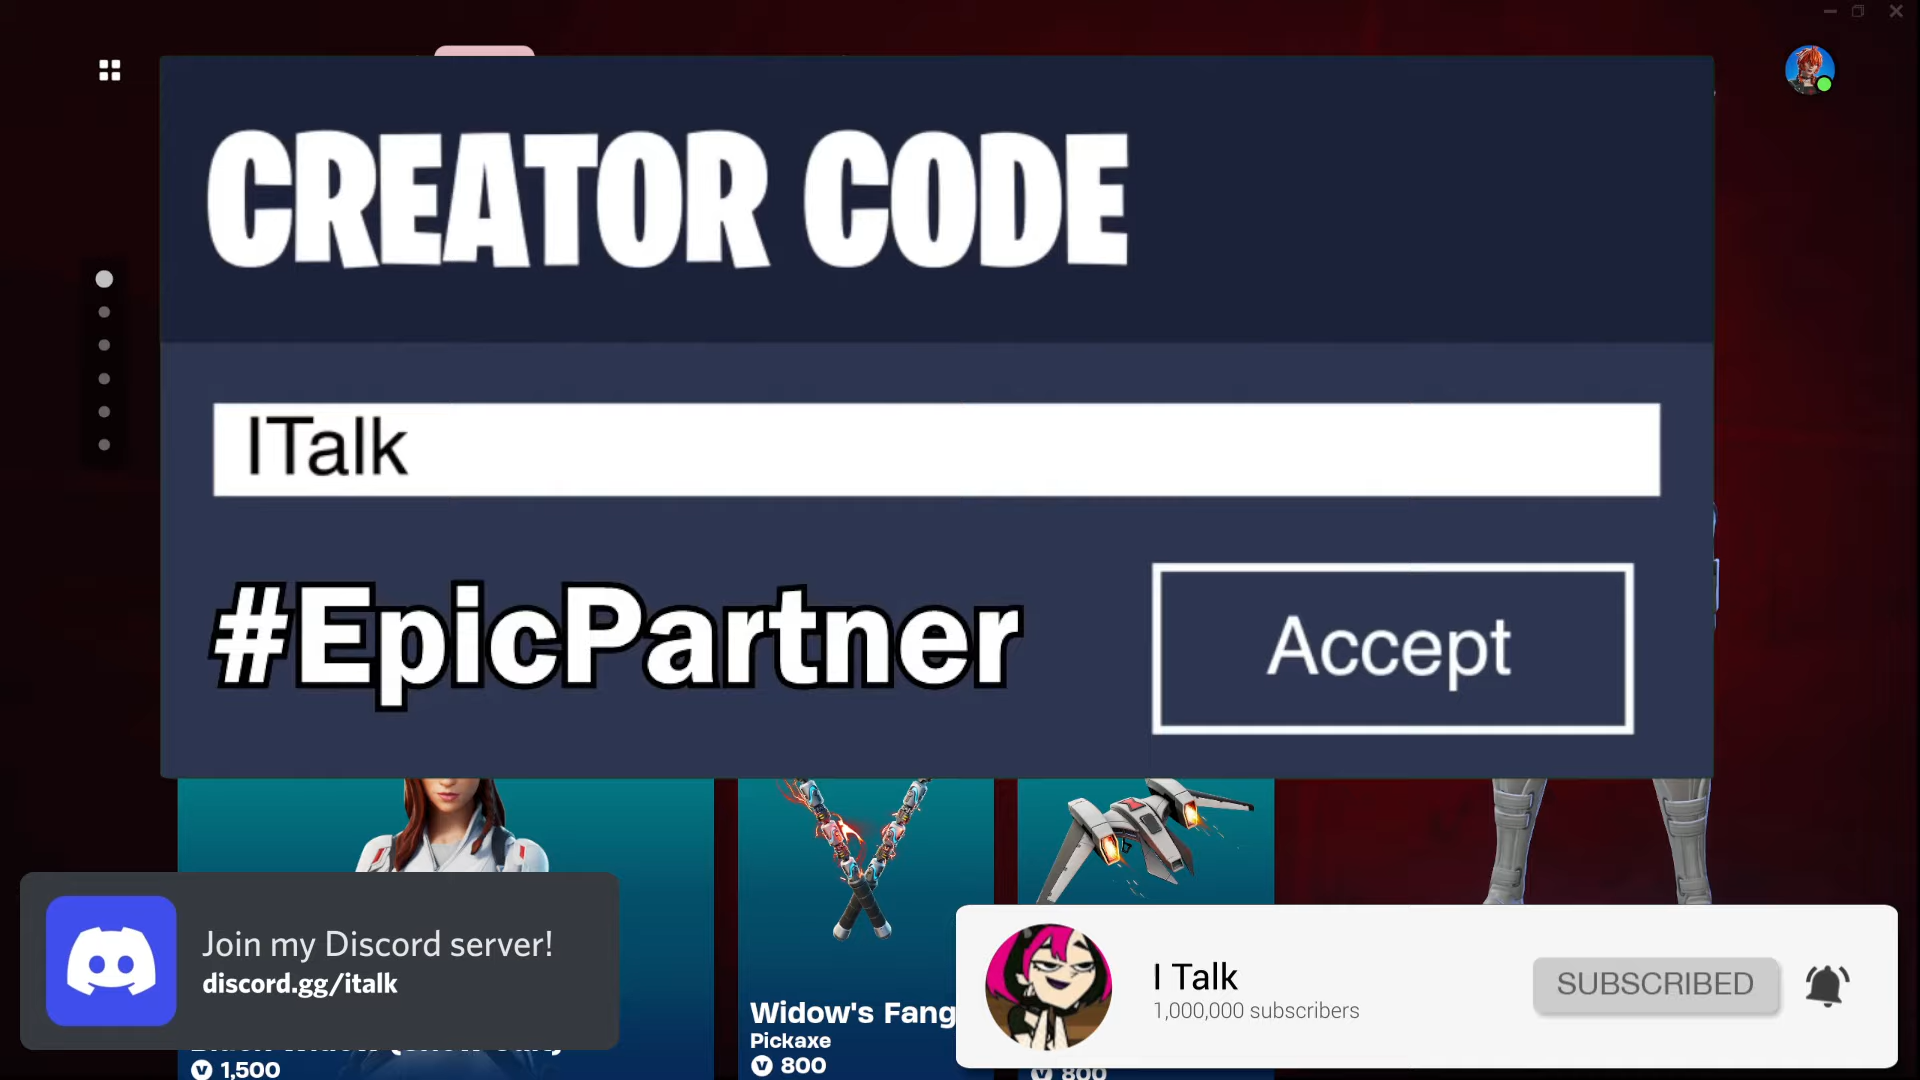 CREATOR CODE
ITalk
#EpicPartner
Accept
Join my Discord server!
discord.gg/italk
1,500
Widow's Fang
Pickaxe
800
800
I Talk
1,000,000 subscribers
SUBSCRIBED